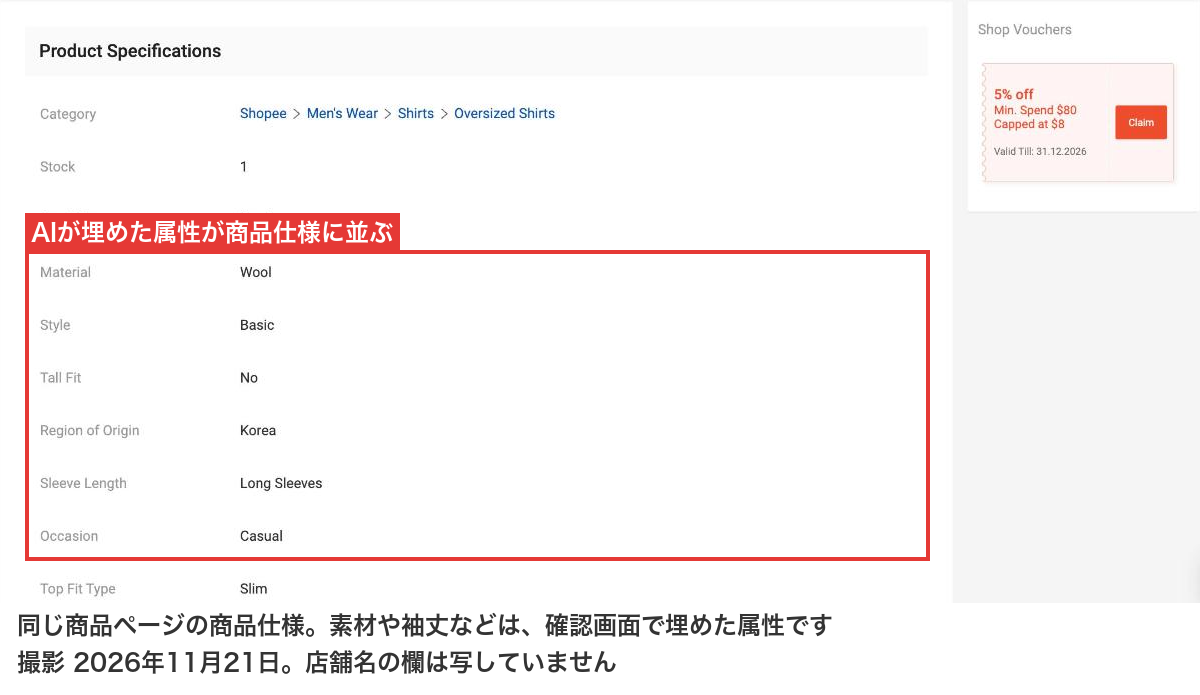 Product Specifications
Shop Vouchers
Category
Shopee > Men's Wear > Shirts > Oversized Shirts
5% off
Min. Spend $80
Capped at $8
Claim
Valid Till: 31.12.2026
Stock
1
AIが埋めた属性が商品仕様に並ぶ
Material
Wool
Style
Basic
Tall Fit
No
Region of Origin
Korea
Sleeve Length
Long Sleeves
Occasion
Casual
Top Fit Type
Slim
同じ商品ページの商品仕様。素材や袖丈などは、確認画面で埋めた属性です
撮影 2026年11月21日。店舗名の欄は写していません